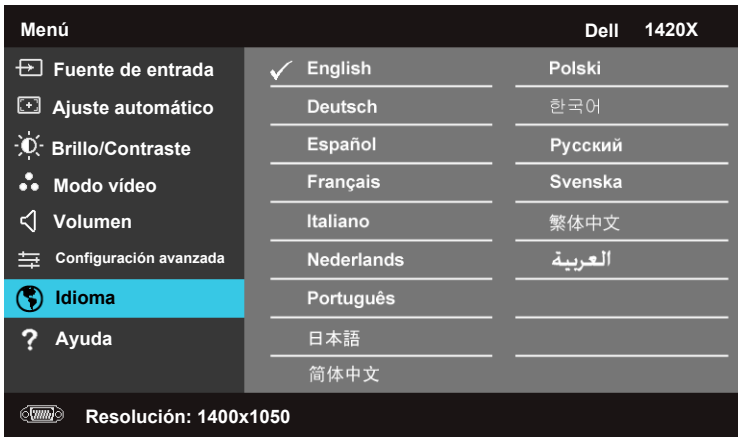 Menú
Dell 1420X
Fuente de entrada
Ajuste automático
Brillo/Contraste
Modo vídeo
Volumen
Configuración avanzada
Idioma
? Ayuda
English
Deutsch
Español
Français
Italiano
Nederlands
Português
日本語
简体中文
Polski
한국어
Русский
Svenska
繁体中文
العربية
Resolución: 1400x1050